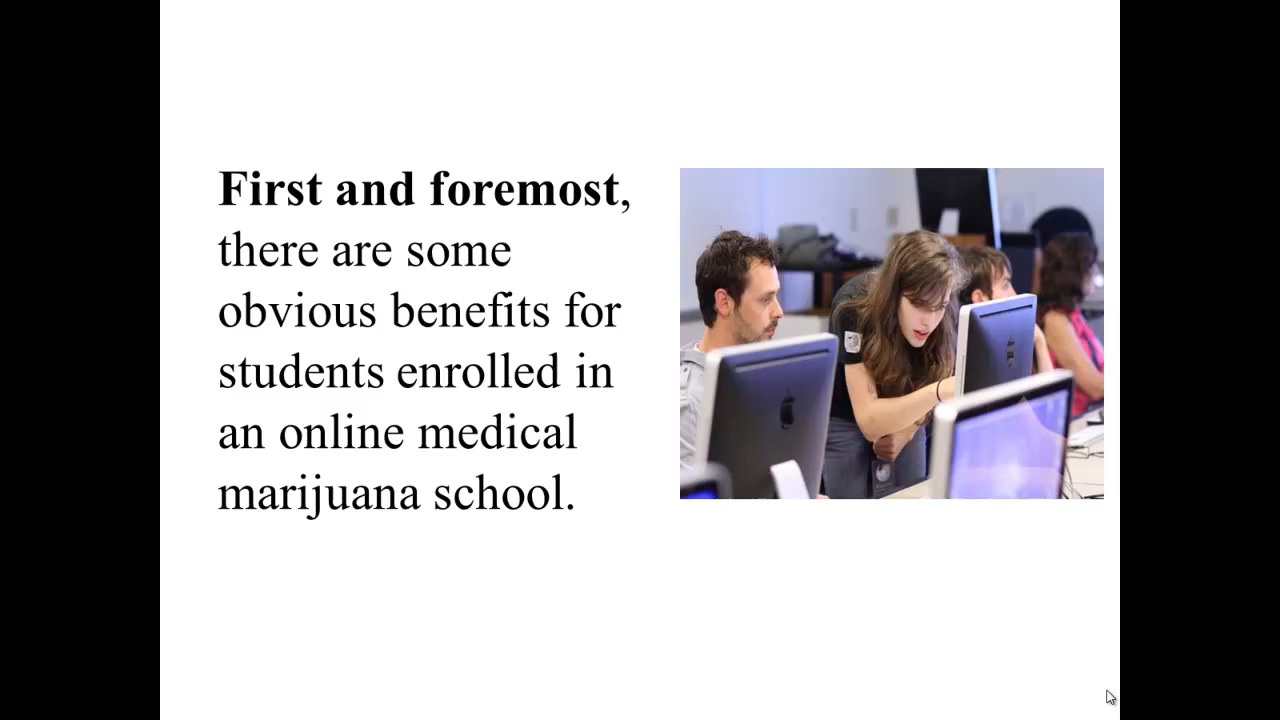 First and foremost,
there are some
obvious benefits for
students enrolled in
an online medical
marijuana school.